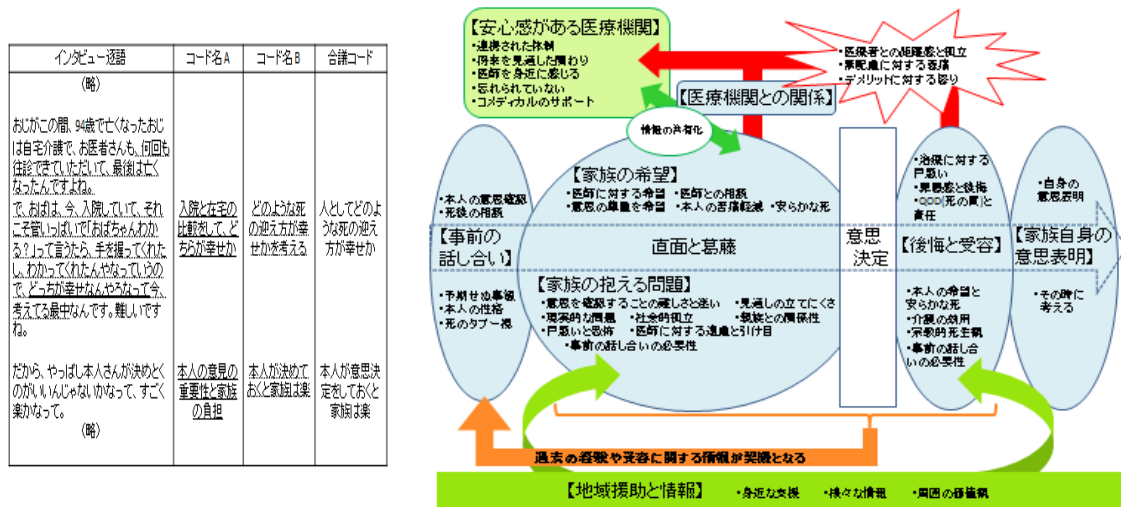 インタビュー逐語 コード名A コード名B 合議コード
(略)
おじがこの間、94歳で亡くなったおじ
は自宅介護で、お医者さんも、何回も
往診できていただいて、最後は亡く
なったんですよね。
で、おばは、今、入院していて、それ
こそ管いっぱいで「おばちゃんわか
る?」って言うたら、手を握ってくれた
し、わかってくれたんやなっていうの
で、どっちが幸せなんやろなって今、
考えてる最中なんです。難しいです
ね。
入院と在宅の
比較をして、ど
ちらが幸せか
どのような死
の迎え方が幸
せかを考える
人としてどのよ
うな死の迎え
方が幸せか
だから、やっぱし本人さんが決めとく
のがいいんじゃないかなって、すごく
楽かなって。
(略)
本人の意見の
重要性と家族
の負担
本人が決めて
おくと家族は楽
本人が意思決
定をしておくと
家族は楽
【安心感がある医療機関】
・連携された体制
・将来を見通した関わり
・医師を身近に感じる
・忘れられていない
・コメディカルのサポート
・医療者との距離感と孤立
・無配慮に対する落胆
・デメリットに対する怒り
【医療機関との関係】
情報の共有化
・本人の意思確認
・死後の相談
【事前の
話し合い】
・予期せぬ事態
・本人の性格
・死のタブー視
【家族の希望】
・医師に対する希望 ・医師との相談
・意思の尊重を希望 ・本人の苦痛軽減 ・安らかな死
直面と葛藤
【家族の抱える問題】
・意思を確認することの難しさと迷い ・見通しの立てにくさ
・現実的な問題 ・社会的孤立 ・親族との関係性
・戸惑いと恐怖 ・医師に対する遠慮と引け目
・事前の話し合いの必要性
意思
決定
・治療に対する
戸惑い
・罪悪感と後悔
・QOD(死の質)と
責任
【後悔と受容】
・本人の希望と
安らかな死
・介護の効用
・宗教的死生観
・事前の話し合
いの必要性
・自身の
意思表明
【家族自身の
意思表明】
・その時に
考える
過去の経験や受容に関する情報が契機となる
【地域援助と情報】 ・身近な支援 ・様々な情報 ・周囲の価値観